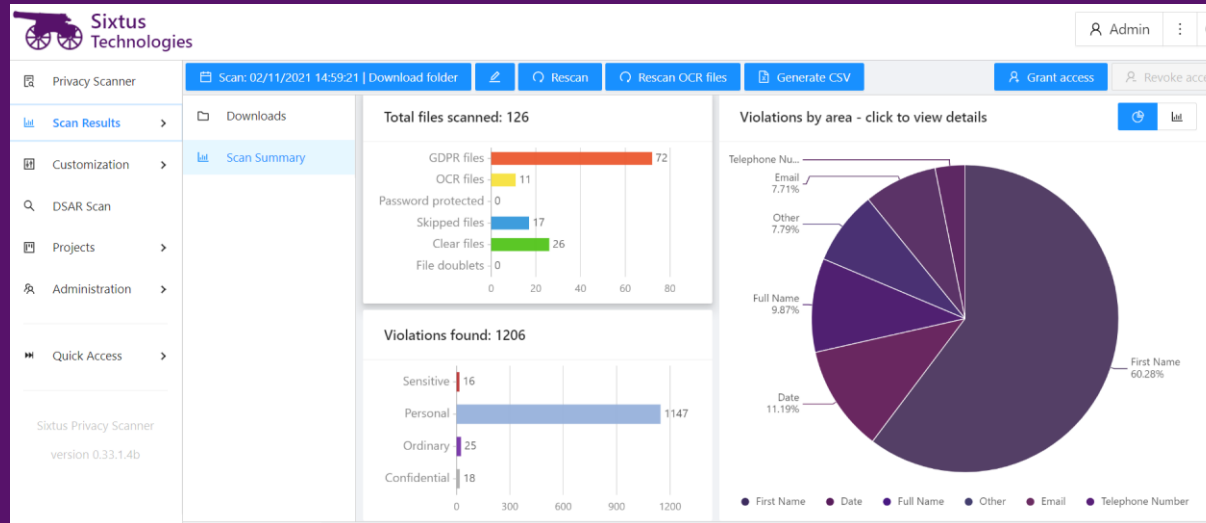 Sixtus
Technologies
Admin
Privacy Scanner
Scan Results
Customization
DSAR Scan
Projects
Administration
Quick Access
Sixtus Privacy Scanner
version 0.33.1.4b
Scan: 02/11/2021 14:59:21 | Download folder
Rescan
Rescan OCR files
Generate CSV
Grant access
Revoke acce
Downloads
Scan Summary
Total files scanned: 126
GDPR files 72
OCR files 11
Password protected 0
Skipped files 17
Clear files 26
File doublets 0
0 20 40 60 80
Violations found: 1206
Sensitive 16
Personal 1147
Ordinary 25
Confidential 18
0 300 600 900 1200
Violations by area - click to view details
Telephone Nu...
Email
7.71%
Other
7.79%
Full Name
9.87%
Date
11.19%
First Name
60.28%
First Name Date Full Name Other Email Telephone Number